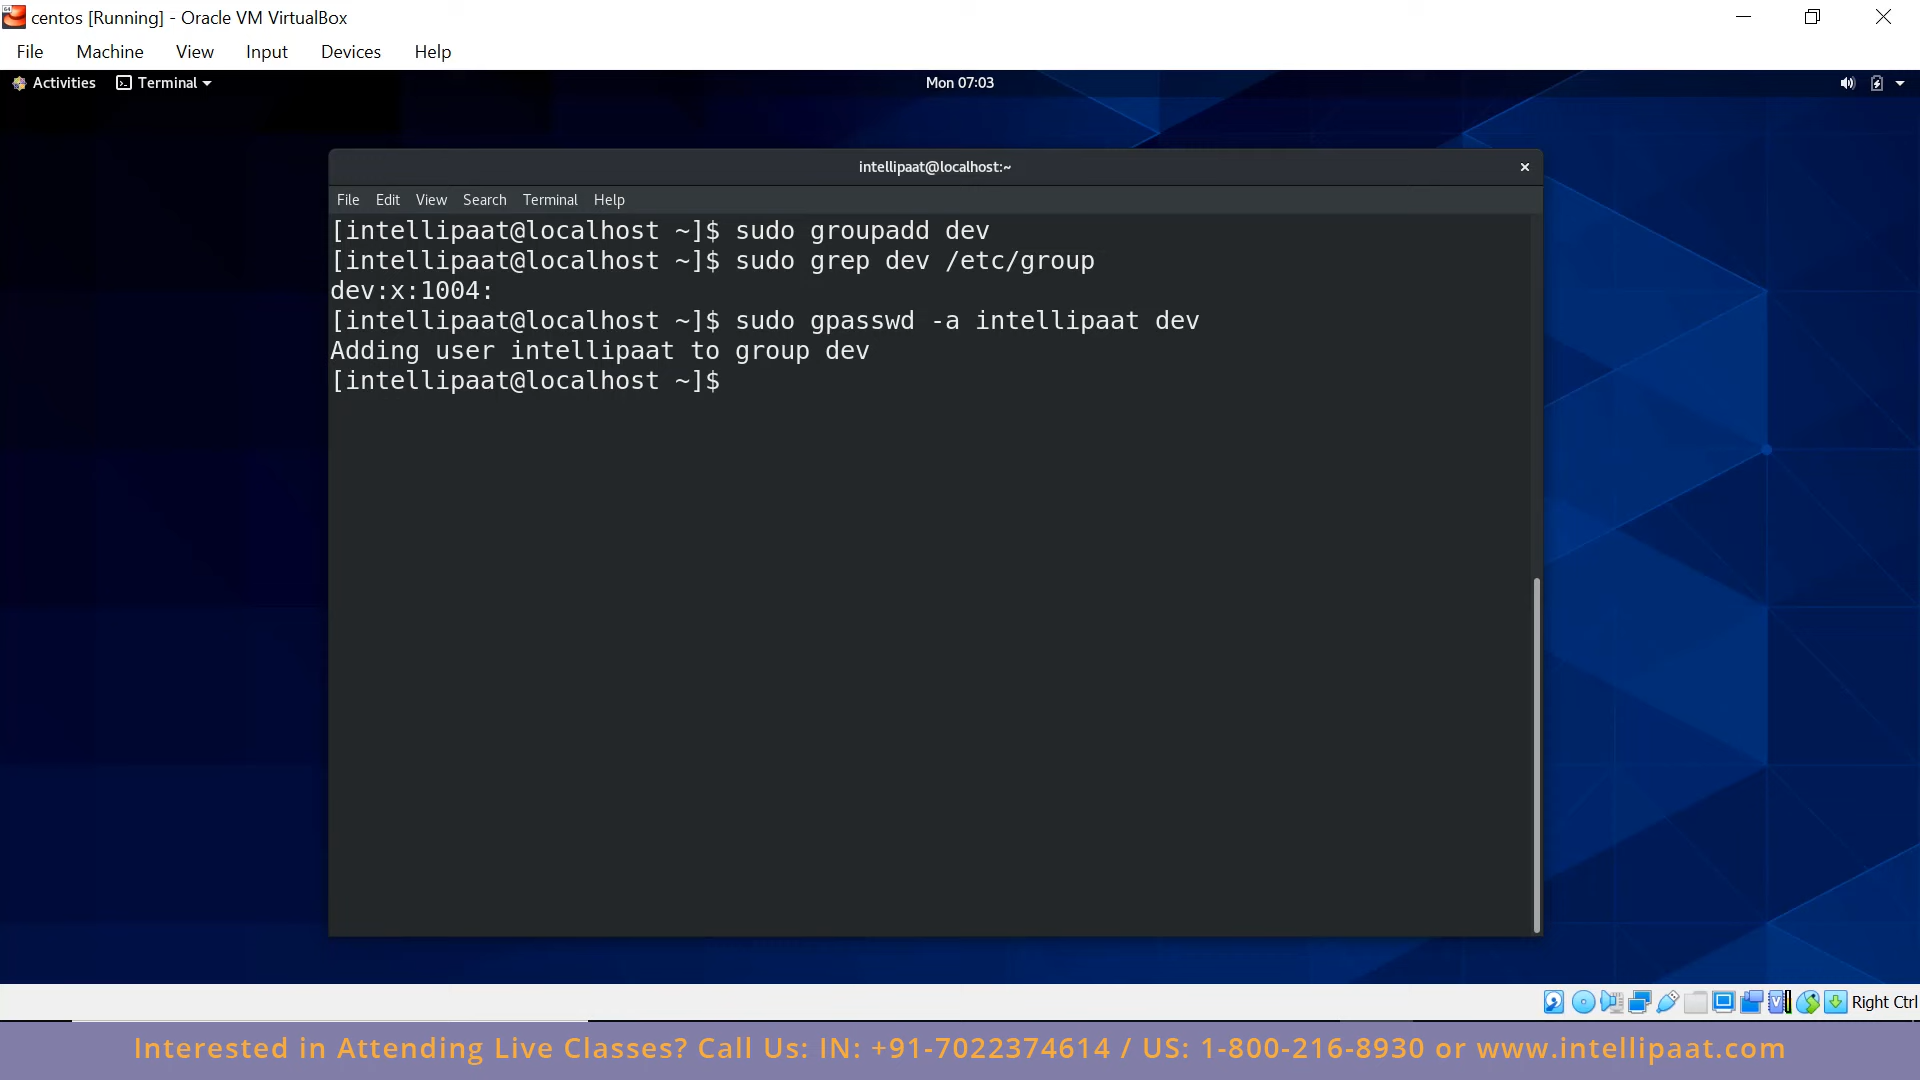 centos [Running] - Oracle VM VirtualBox
File Machine View Input Devices Help
Activities Terminal Mon 07:03
intellipaat@localhost:~
File Edit View Search Terminal Help
[intellipaat@localhost ~]$ sudo groupadd dev
[intellipaat@localhost ~]$ sudo grep dev /etc/group
dev:x:1004:
[intellipaat@localhost ~]$ sudo gpasswd -a intellipaat dev
Adding user intellipaat to group dev
[intellipaat@localhost ~]$
Right Ctrl
Interested in Attending Live Classes? Call Us: IN: +91-7022374614 / US: 1-800-216-8930 or www.intellipaat.com